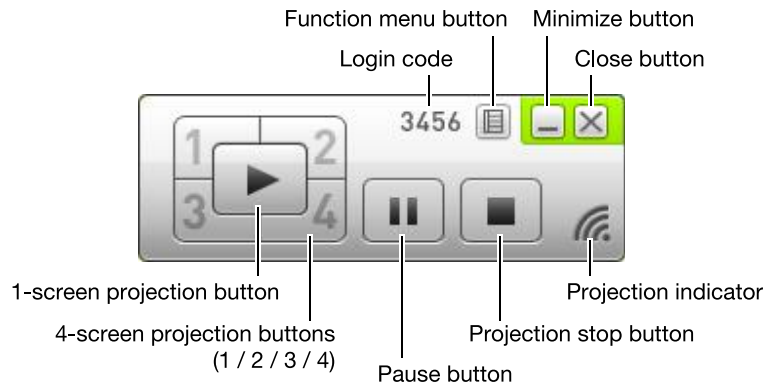 Function menu button
Minimize button
Login code
Close button
3456
1
2
3
4
1-screen projection button
Projection indicator
4-screen projection buttons
(1 / 2 / 3 / 4)
Projection stop button
Pause button